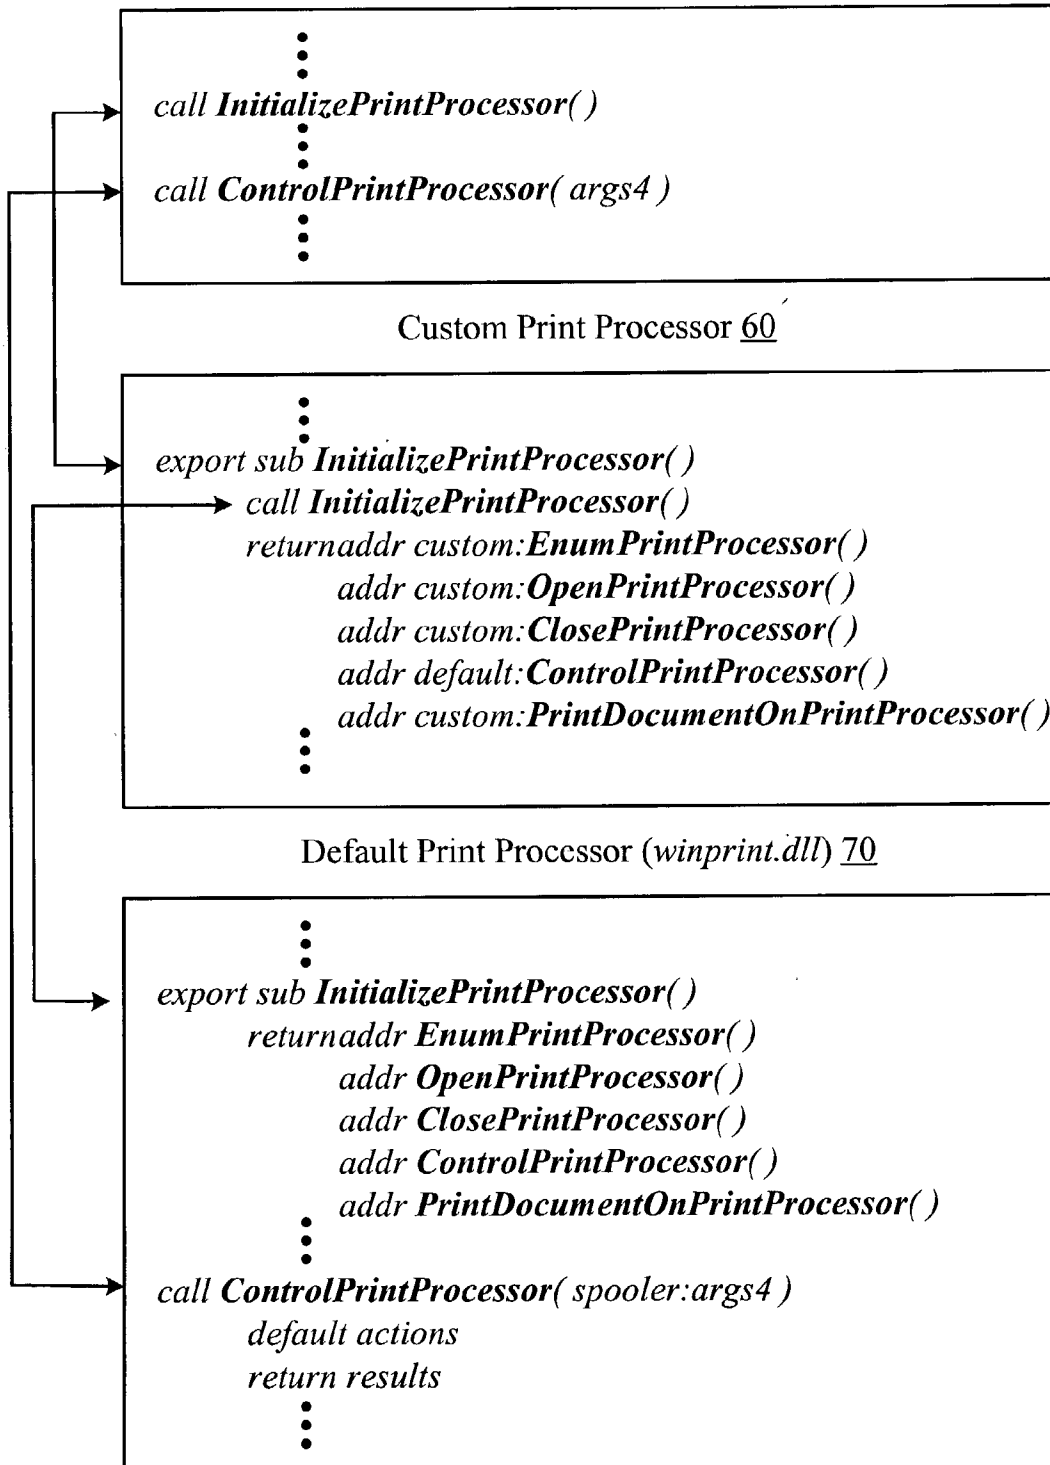 call InitializePrintProcessor( )
call ControlPrintProcessor( args4 )
Custom Print Processor 60
export sub InitializePrintProcessor( )
call InitializePrintProcessor( )
returnaddr custom:EnumPrintProcessor( )
addr custom:OpenPrintProcessor( )
addr custom:ClosePrintProcessor( )
addr default:ControlPrintProcessor( )
addr custom:PrintDocumentOnPrintProcessor( )
Default Print Processor (winprint.dll) 70
export sub InitializePrintProcessor( )
returnaddr EnumPrintProcessor( )
addr OpenPrintProcessor( )
addr ClosePrintProcessor( )
addr ControlPrintProcessor( )
addr PrintDocumentOnPrintProcessor( )
call ControlPrintProcessor( spooler:args4 )
default actions
return results